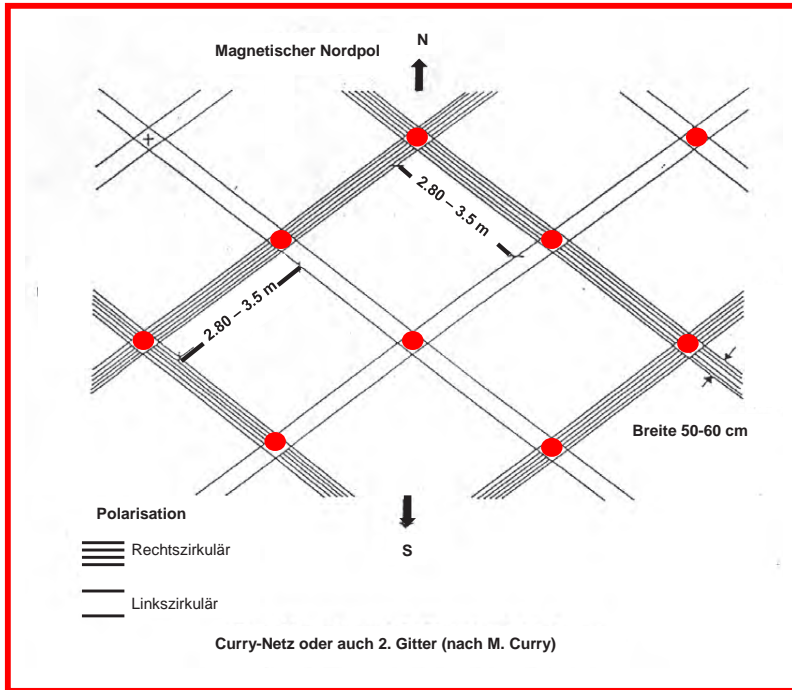 N
Magnetischer Nordpol
+
2.80 – 3.5 m
2.80 – 3.5 m
Breite 50-60 cm
Polarisation
S
Rechtszirkulär
Linkszirkulär
Curry-Netz oder auch 2. Gitter (nach M. Curry)